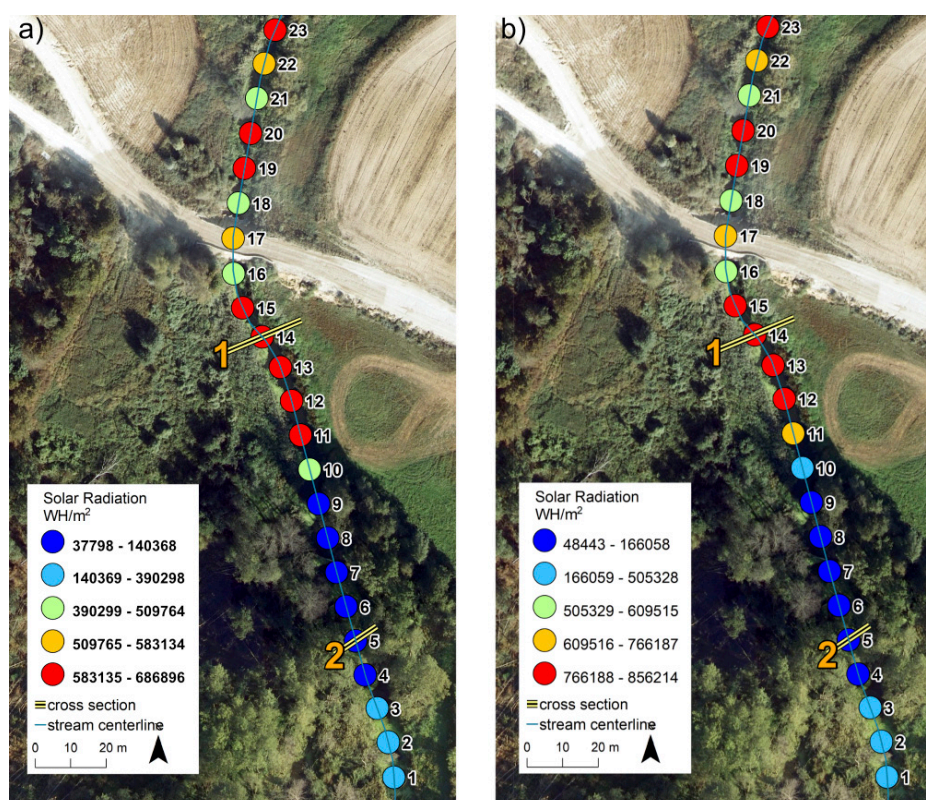 a)
23
22
21
20
19
18
17
16
15
14
1
13
12
11
10
9
8
7
6
5
2
4
3
2
1
Solar Radiation
WH/m²
37798 - 140368
140369 - 390298
390299 - 509764
509765 - 583134
583135 - 686896
cross section
stream centerline
0 10 20 m
b)
23
22
21
20
19
18
17
16
15
14
1
13
12
11
10
9
8
7
6
5
2
4
3
2
1
Solar Radiation
WH/m²
48443 - 166058
166059 - 505328
505329 - 609515
609516 - 766187
766188 - 856214
cross section
stream centerline
0 10 20 m